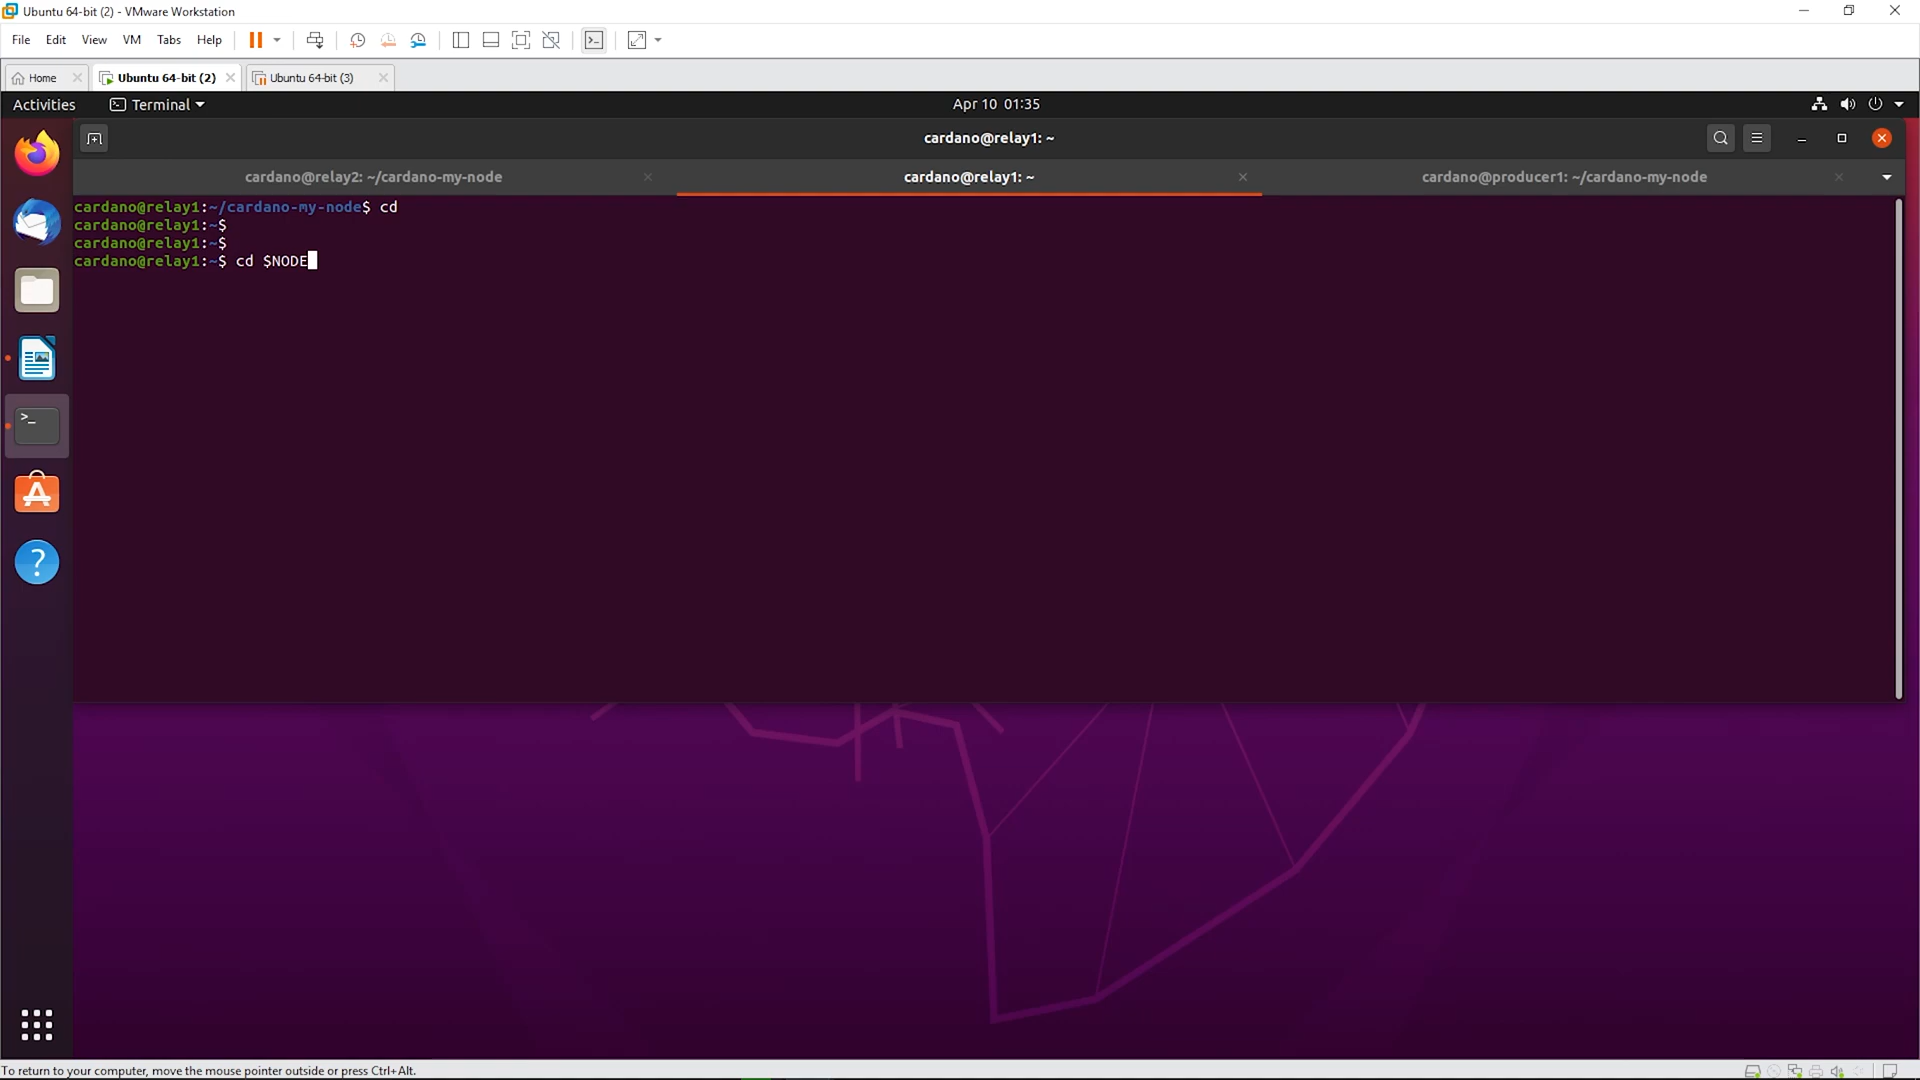 Ubuntu 64-bit (2) - VMware Workstation
File Edit View VM Tabs Help
Home Ubuntu 64-bit (2) Ubuntu 64-bit (3)
Activities Terminal Apr 10 01:35
cardano@relay1: ~
cardano@relay2: ~/cardano-my-node cardano@relay1: ~ cardano@producer1: ~/cardano-my-node
cardano@relay1:~/cardano-my-node$ cd
cardano@relay1:~$
cardano@relay1:~$
cardano@relay1:~$ cd $NODE
To return to your computer, move the mouse pointer outside or press Ctrl+Alt.